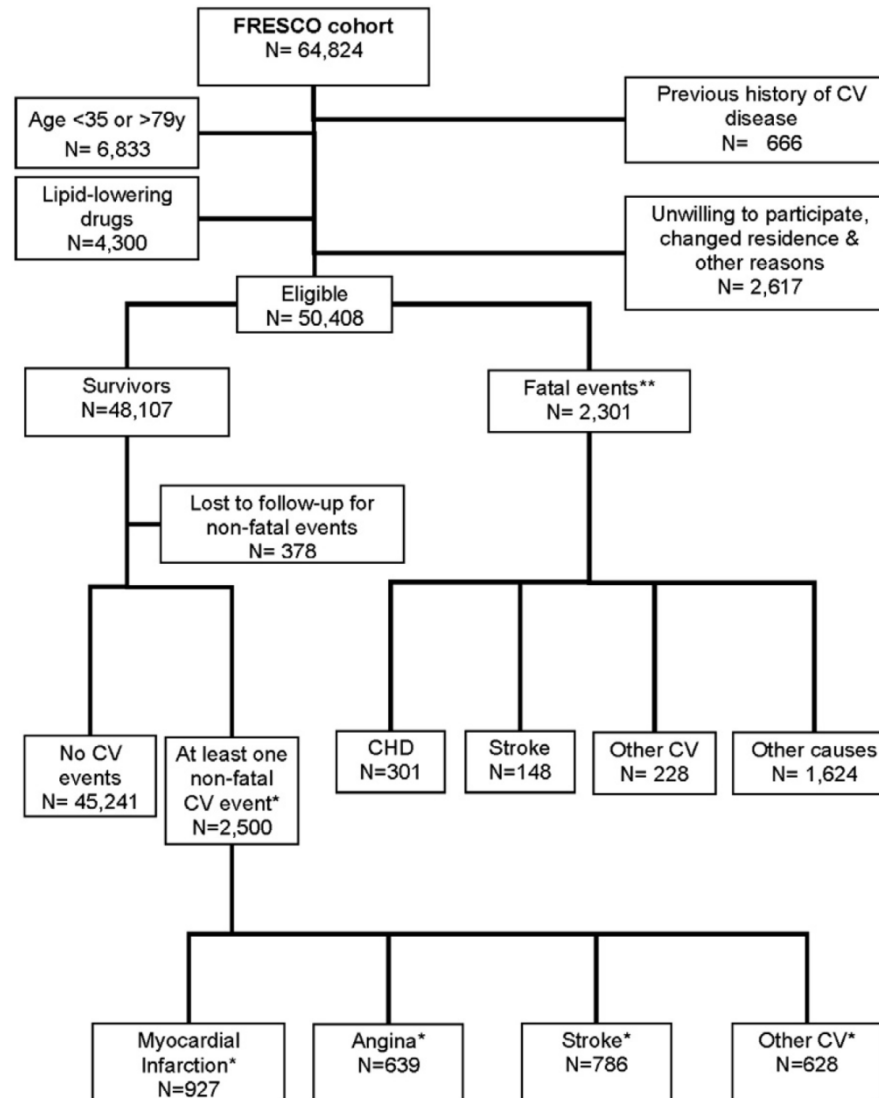 FRESCO cohort
N= 64,824
Age <35 or >79y
N= 6,833
Previous history of CV
disease
N= 666
Lipid-lowering
drugs
N=4,300
Unwilling to participate,
changed residence &
other reasons
N= 2,617
Eligible
N= 50,408
Survivors
N=48,107
Fatal events**
N= 2,301
Lost to follow-up for
non-fatal events
N= 378
No CV
events
N= 45,241
At least one
non-fatal
CV event*
N=2,500
CHD
N=301
Stroke
N=148
Other CV
N= 228
Other causes
N= 1,624
Myocardial
Infarction*
N=927
Angina*
N=639
Stroke*
N=786
Other CV*
N=628